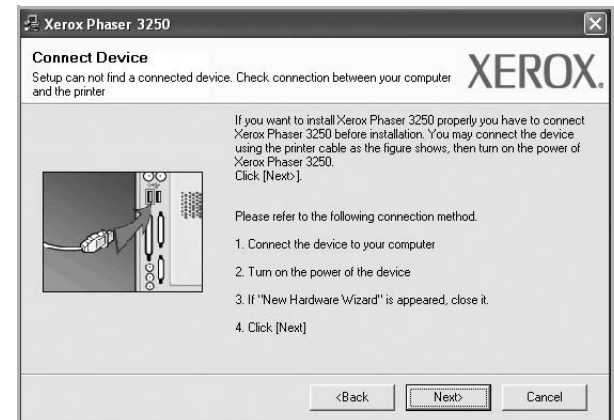 Xerox Phaser 3250
Connect Device
Setup can not find a connected device. Check connection between your computer
and the printer
XEROX.
If you want to install Xerox Phaser 3250 properly you have to connect
Xerox Phaser 3250 before installation. You may connect the device
using the printer cable as the figure shows, then turn on the power of
Xerox Phaser 3250.
Click [Next>].
Please refer to the following connection method.
1. Connect the device to your computer
2. Turn on the power of the device
3. If "New Hardware Wizard" is appeared, close it.
4. Click [Next]
<Back
Next>
Cancel